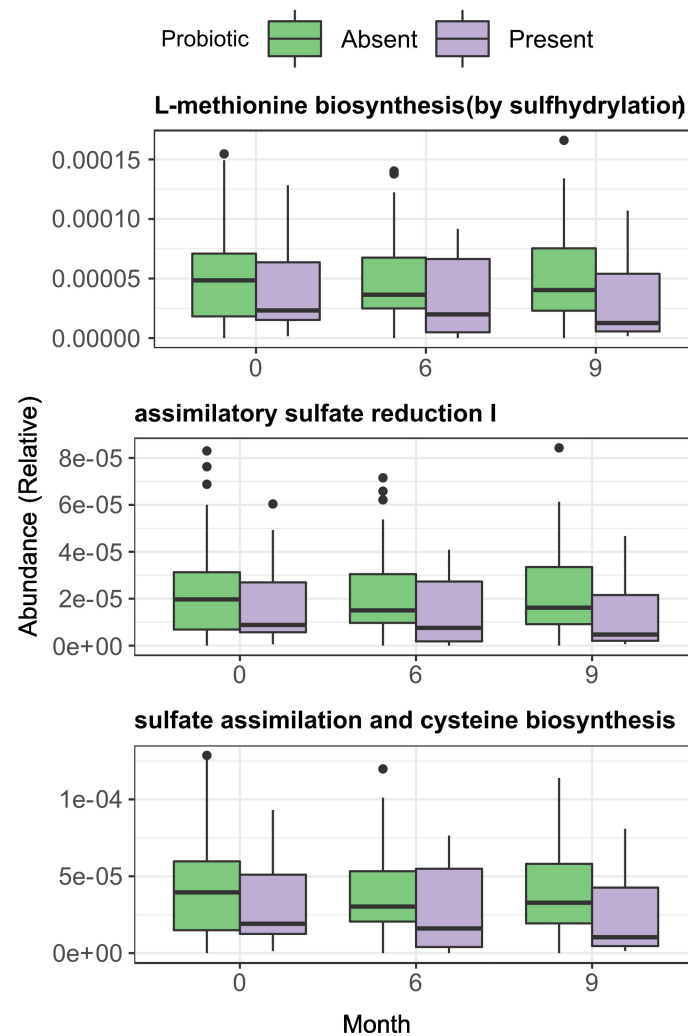 Probiotic Absent Present
L-methionine biosynthesis(by sulfhydrylation)
0.00015
0.00010
0.00005
0.00000
0 6 9
assimilatory sulfate reduction I
8e-05
6e-05
4e-05
2e-05
0e+00
0 6 9
Abundance (Relative)
sulfate assimilation and cysteine biosynthesis
1e-04
5e-05
0e+00
0 6 9
Month